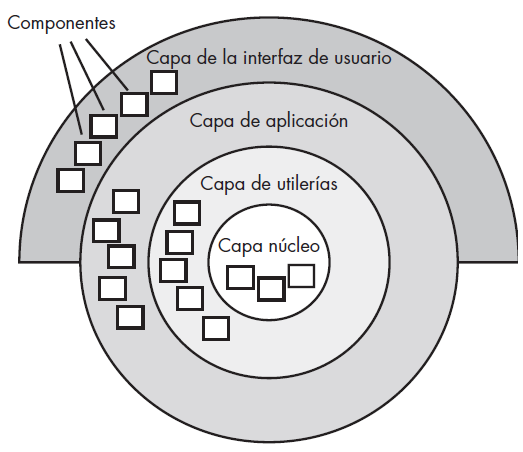 Componentes
Capa de la interfaz de usuario
Capa de aplicación
Capa de utilerías
Capa núcleo